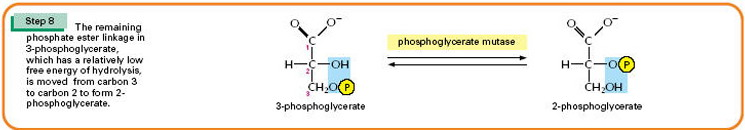 Step 8
The remaining
phosphate ester linkage in
3-phosphoglycerate,
which has a relatively low
free energy of hydrolysis,
is moved from carbon 3
to carbon 2 to form 2-
phosphoglycerate.
O O–
C
1
H–C–OH
2
CH2O P
3
3-phosphoglycerate
phosphoglycerate mutase
O O–
C
H–C–O P
CH2OH
2-phosphoglycerate